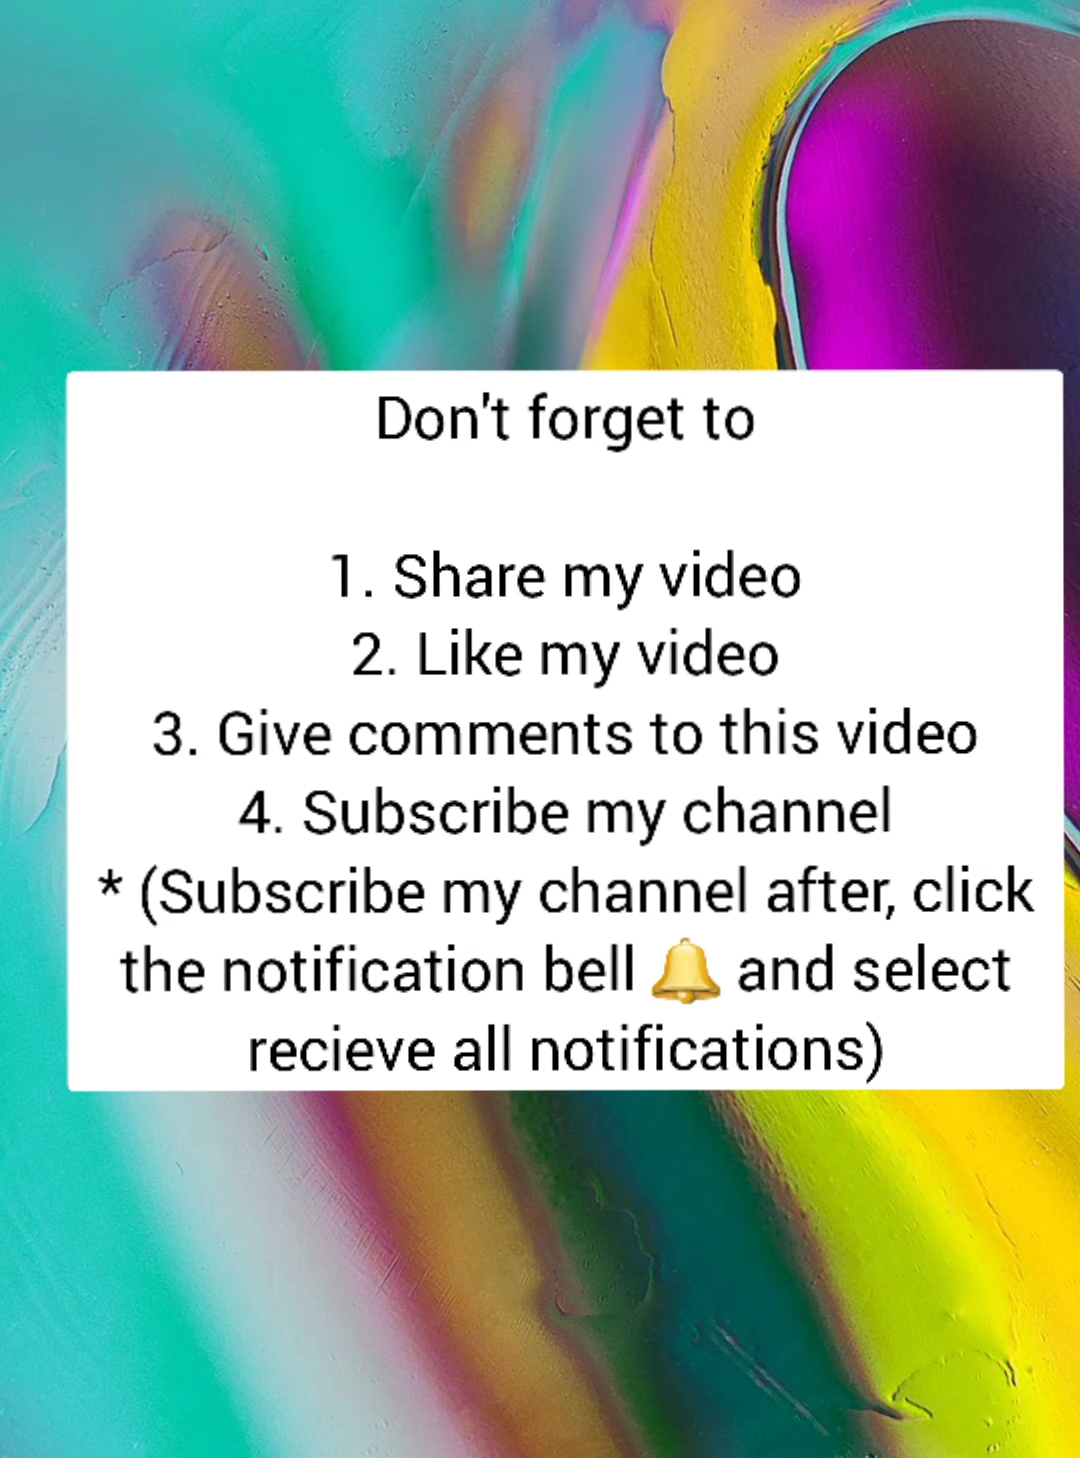 Don't forget to
1. Share my video
2. Like my video
3. Give comments to this video
4. Subscribe my channel
* (Subscribe my channel after, click
the notification bell 🔔 and select
recieve all notifications)